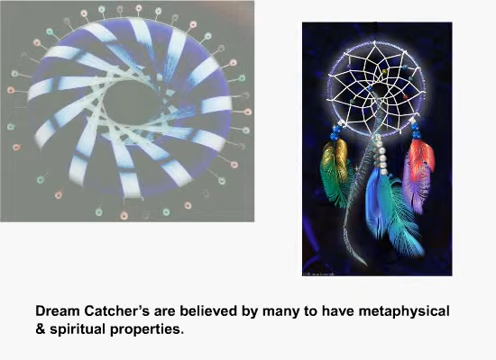 Dream Catcher’s are believed by many to have metaphysical
& spiritual properties.